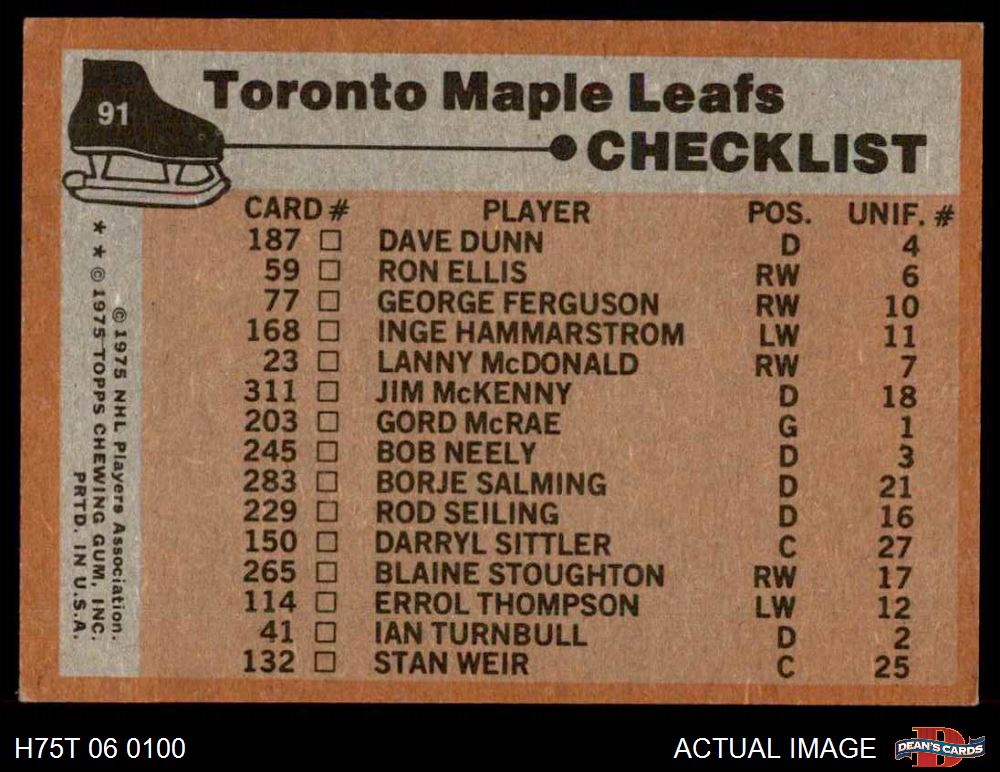 91
Toronto Maple Leafs
CHECKLIST
CARD # PLAYER POS. UNIF. #
187 □ DAVE DUNN D 4
59 □ RON ELLIS RW 6
77 □ GEORGE FERGUSON RW 10
168 □ INGE HAMMARSTROM LW 11
23 □ LANNY McDONALD RW 7
311 □ JIM McKENNY D 18
203 □ GORD McRAE G 1
245 □ BOB NEELY D 3
283 □ BORJE SALMING D 21
229 □ ROD SEILING D 16
150 □ DARRYL SITTLER C 27
265 □ BLAINE STOUGHTON RW 17
114 □ ERROL THOMPSON LW 12
41 □ IAN TURNBULL D 2
132 □ STAN WEIR C 25
© 1975 NHL Players Association.
* * © 1975 TOPPS CHEWING GUM, INC.
PRTD. IN U.S.A.
H75T 06 0100
ACTUAL IMAGE
D
DEAN'S CARDS